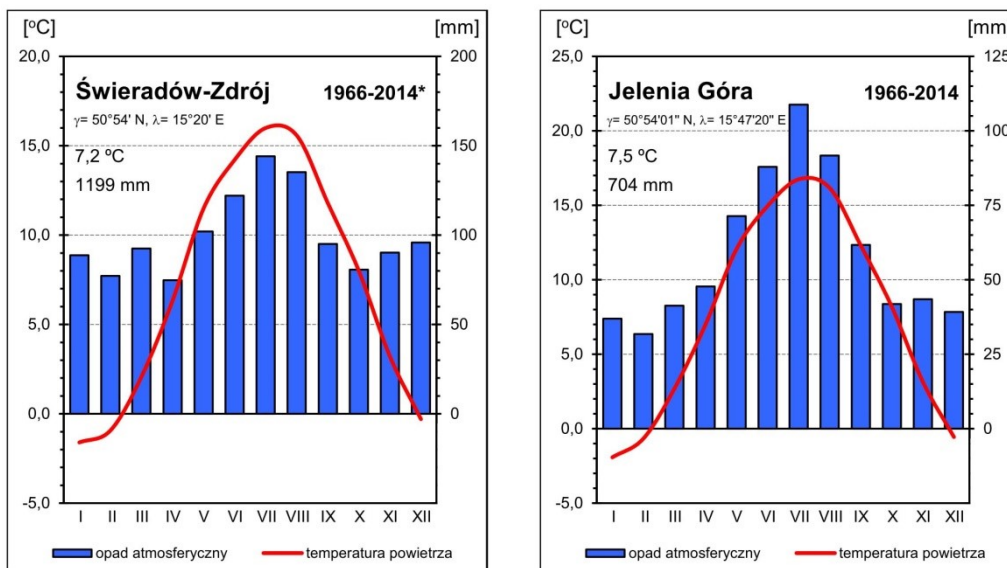 [ºC] [mm]
20,0 200
Świeradów-Zdrój 1966-2014*
γ= 50°54' N, λ= 15°20' E
7,2 ºC
1199 mm
15,0 150
10,0 100
5,0 50
0,0 0
-5,0
I II III IV V VI VII VIII IX X XI XII
opad atmosferyczny temperatura powietrza
[ºC] [mm]
25,0 125
Jelenia Góra 1966-2014
γ= 50°54'01" N, λ= 15°47'20" E
7,5 ºC
704 mm
20,0 100
15,0 75
10,0 50
5,0 25
0,0 0
-5,0
I II III IV V VI VII VIII IX X XI XII
opad atmosferyczny temperatura powietrza